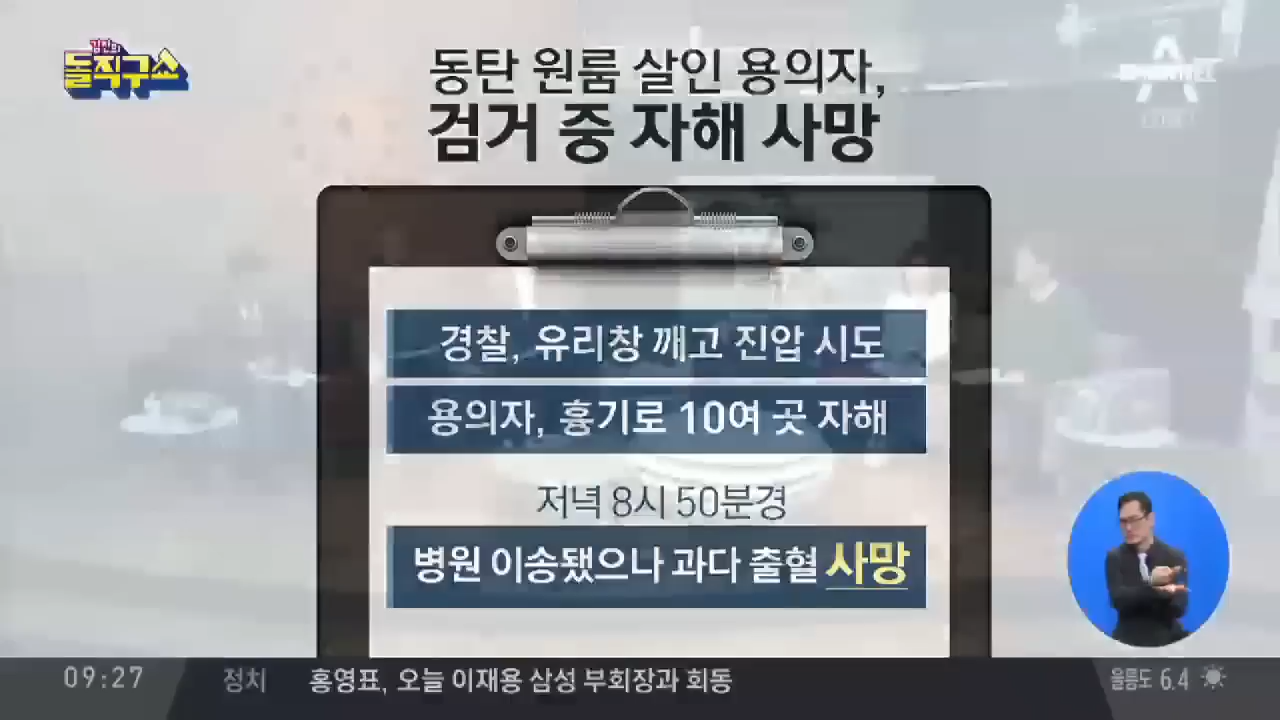 김진의
돌직구쇼
동탄 원룸 살인 용의자,
검거 중 자해 사망
경찰, 유리창 깨고 진압 시도
용의자, 흉기로 10여 곳 자해
저녁 8시 50분경
병원 이송됐으나 과다 출혈 사망
09:27 정치 홍영표, 오늘 이재용 삼성 부회장과 회동 울릉도 6.4